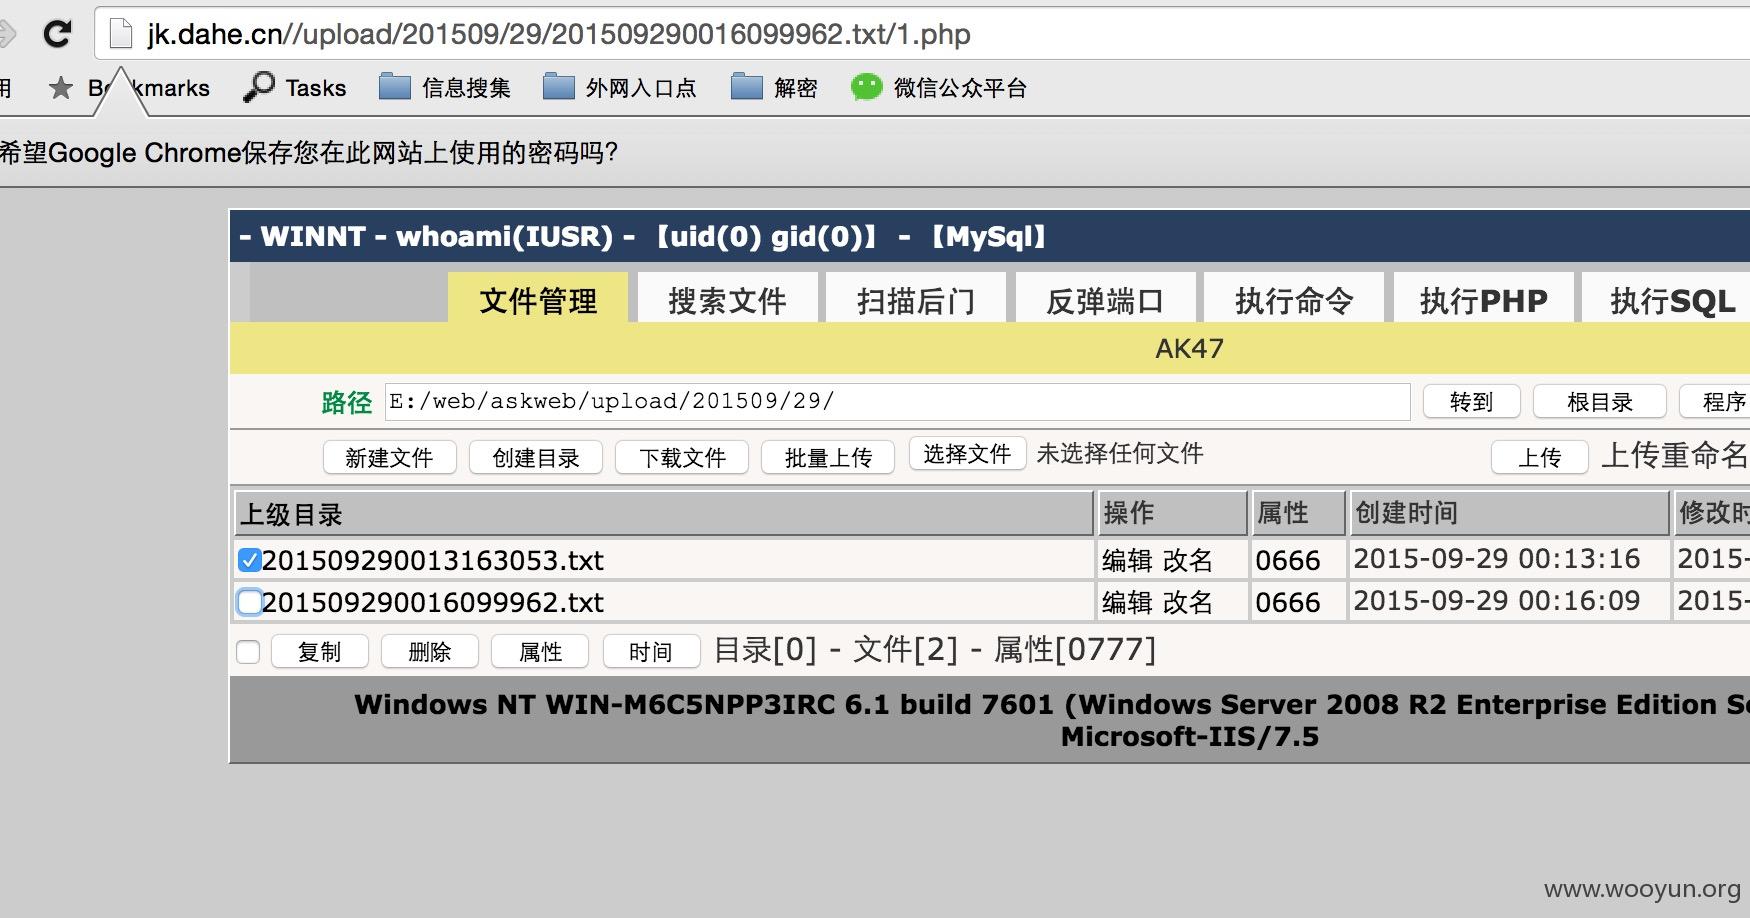 jk.dahe.cn//upload/201509/29/201509290016099962.txt/1.php
用 Bo kmarks Tasks 信息搜集 外网入口点 解密 微信公众平台
希望Google Chrome保存您在此网站上使用的密码吗?
- WINNT - whoami(IUSR) - 【uid(0) gid(0)】 - 【MySql】
文件管理 搜索文件 扫描后门 反弹端口 执行命令 执行PHP 执行SQL
AK47
路径 E:/web/askweb/upload/201509/29/ 转到 根目录 程序
新建文件 创建目录 下载文件 批量上传 选择文件 未选择任何文件 上传 上传重命名
上级目录 操作 属性 创建时间 修改时
201509290013163053.txt 编辑 改名 0666 2015-09-29 00:13:16 2015-
201509290016099962.txt 编辑 改名 0666 2015-09-29 00:16:09 2015-
复制 删除 属性 时间 目录[0] - 文件[2] - 属性[0777]
Windows NT WIN-M6C5NPP3IRC 6.1 build 7601 (Windows Server 2008 R2 Enterprise Edition Se
Microsoft-IIS/7.5
www.wooyun.org